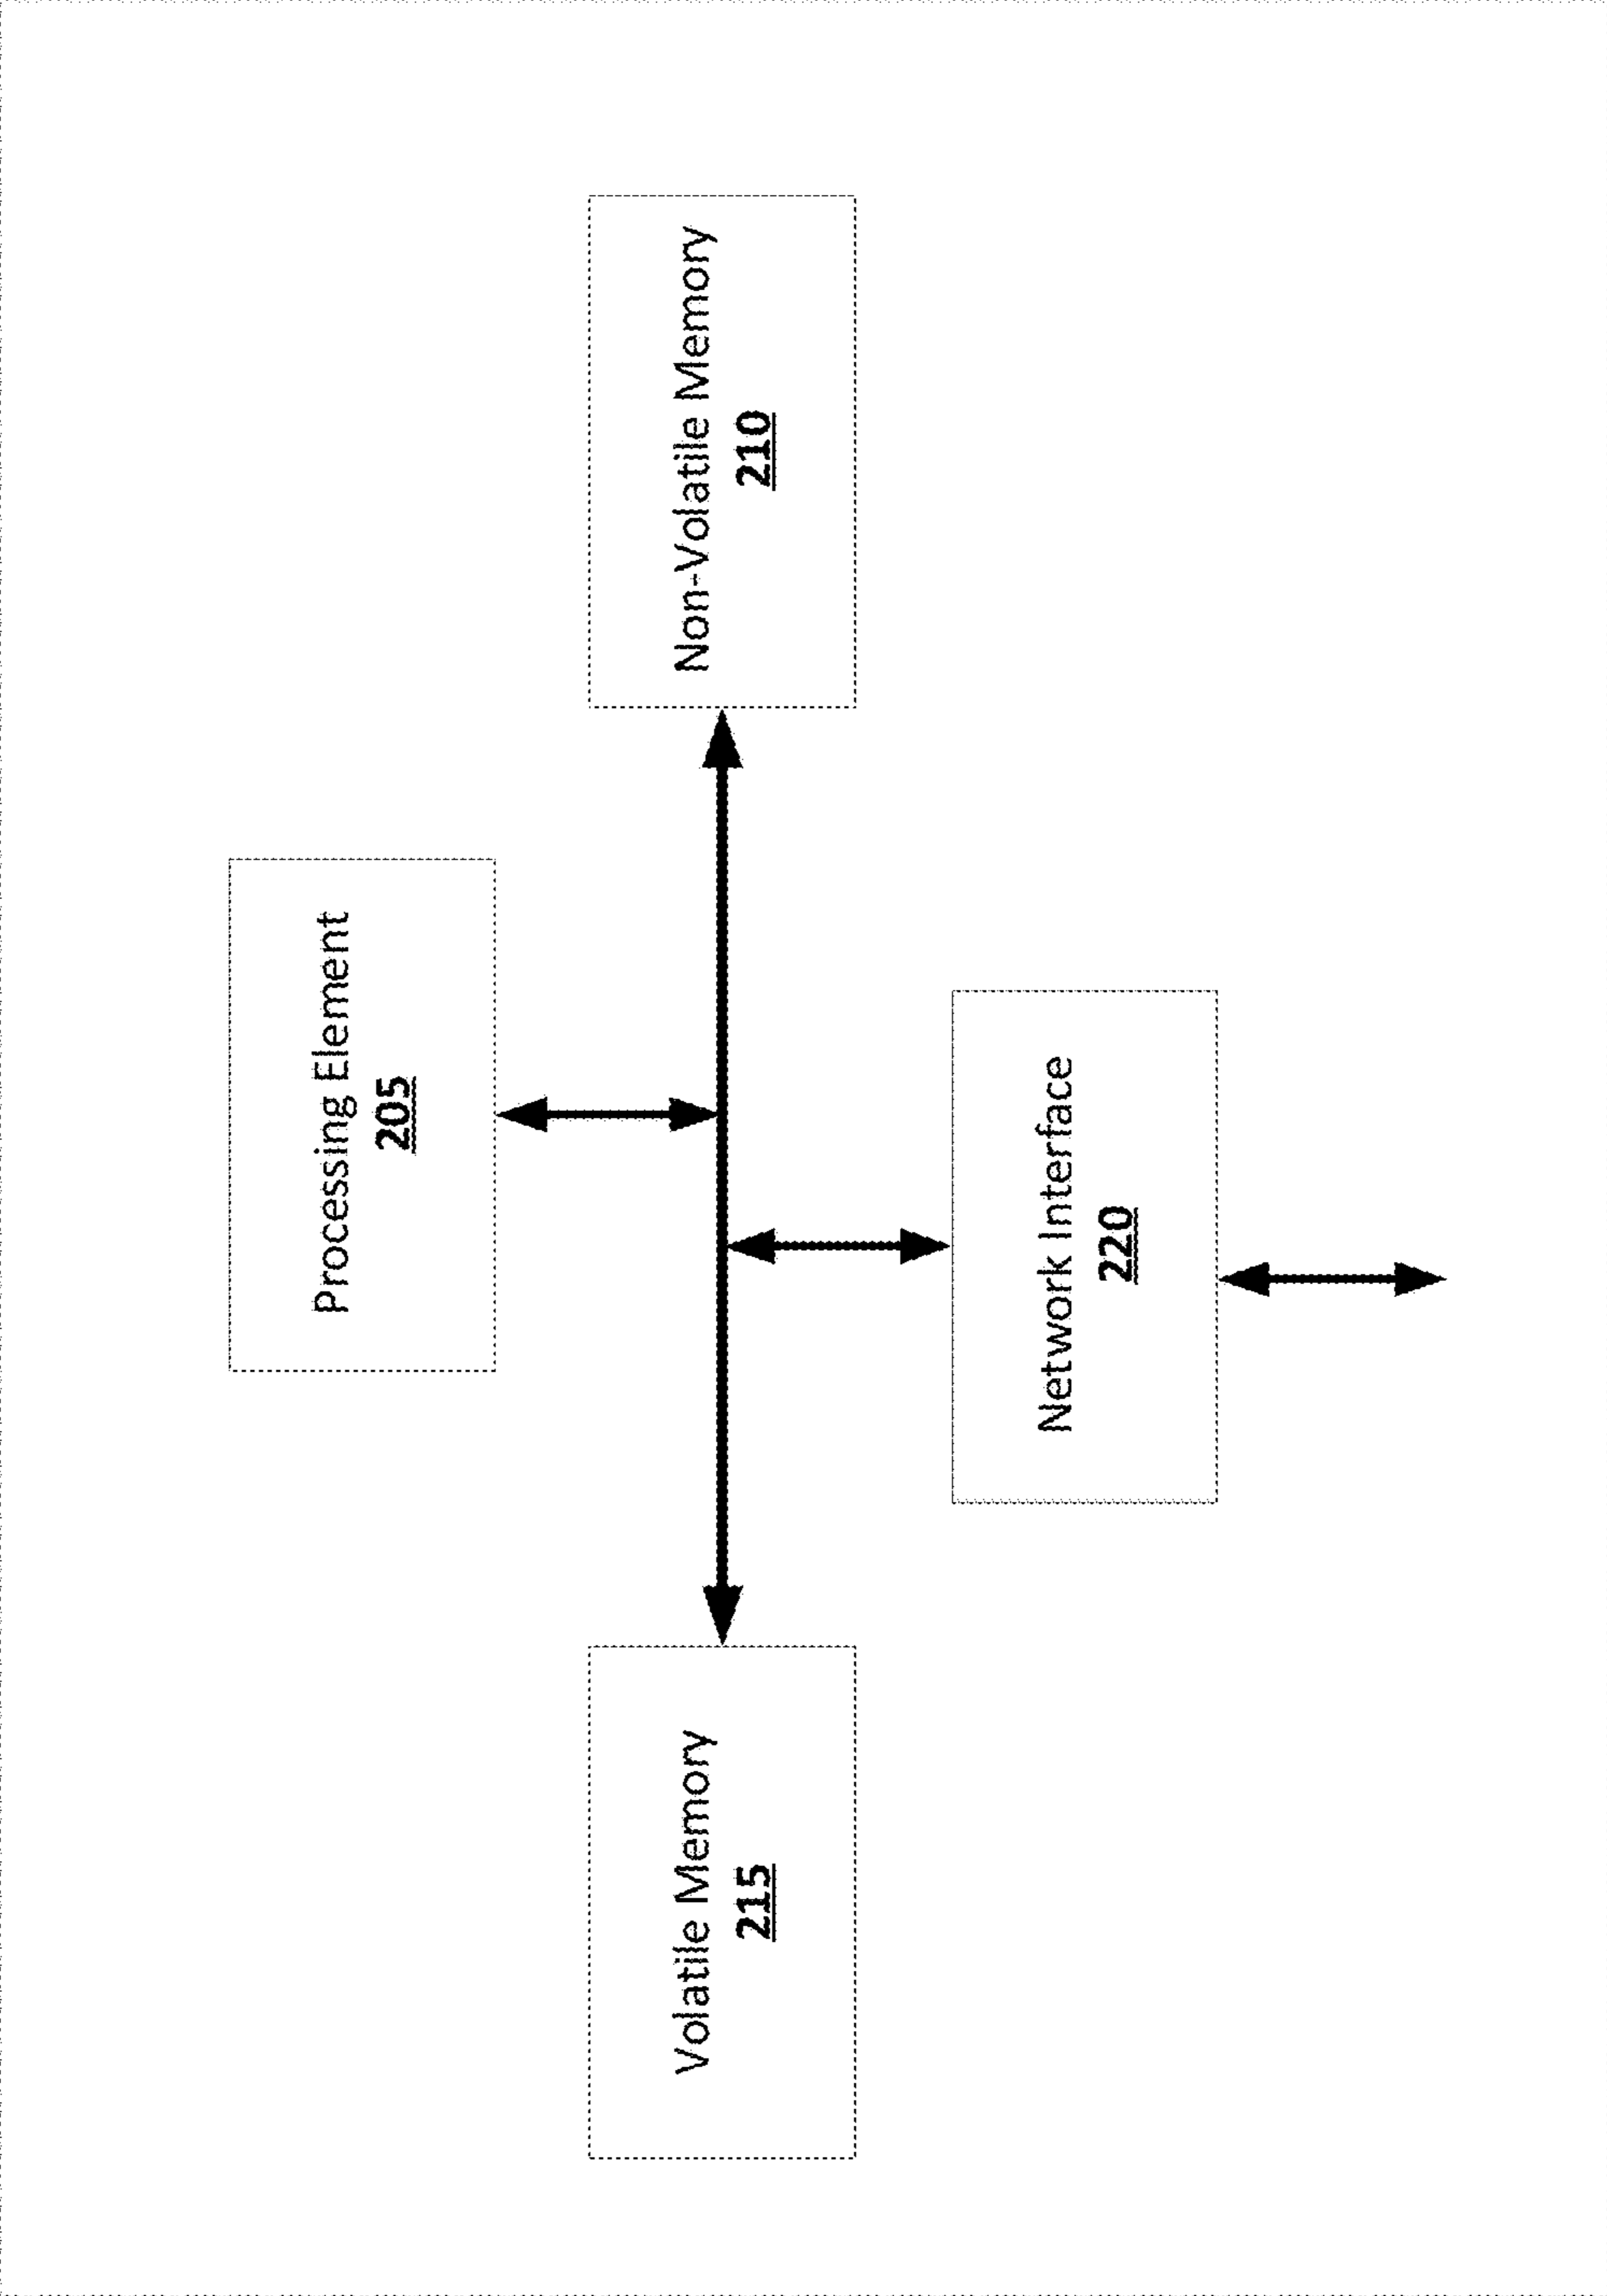 Processing Element
205
Volatile Memory
215
Non-Volatile Memory
210
Network Interface
220